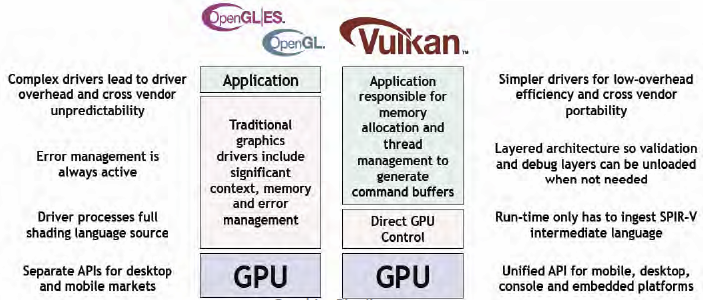 OpenGL|ES.
OpenGL.
Vulkan™
Complex drivers lead to driver
overhead and cross vendor
unpredictability
Error management is
always active
Driver processes full
shading language source
Separate APIs for desktop
and mobile markets
Application
Traditional
graphics
drivers include
significant
context, memory
and error
management
GPU
Application
responsible for
memory
allocation and
thread
management to
generate
command buffers
Direct GPU
Control
GPU
Simpler drivers for low-overhead
efficiency and cross vendor
portability
Layered architecture so validation
and debug layers can be unloaded
when not needed
Run-time only has to ingest SPIR-V
intermediate language
Unified API for mobile, desktop,
console and embedded platforms